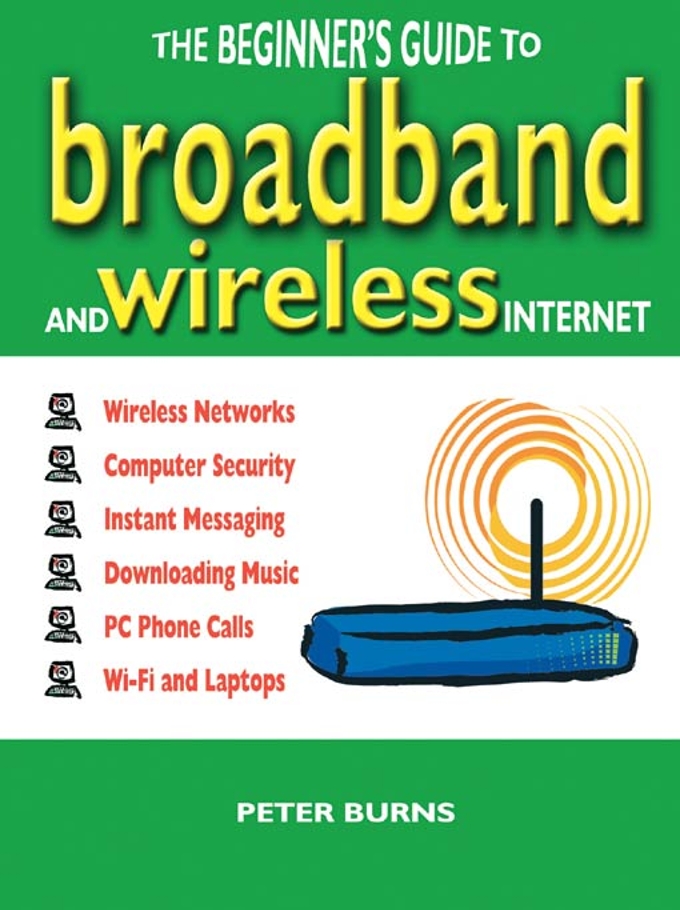 THE BEGINNER'S GUIDE TO
broadband
AND wireless INTERNET
Wireless Networks
Computer Security
Instant Messaging
Downloading Music
PC Phone Calls
Wi-Fi and Laptops
PETER BURNS